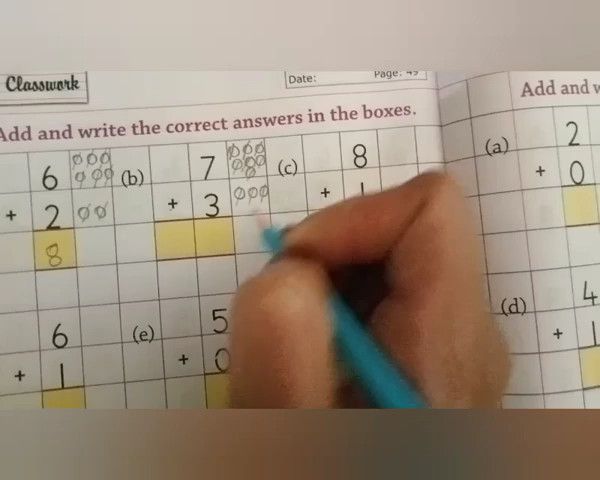 Classwork
Date: Page: 49
Add and write the correct answers in the boxes.
Add and w
6 (b) 7 (c) 8 (a) 2
+ 2 + 3 + 1 + 0
8
6 (e) 5 (d) 4
+ 1 + 0 + 1